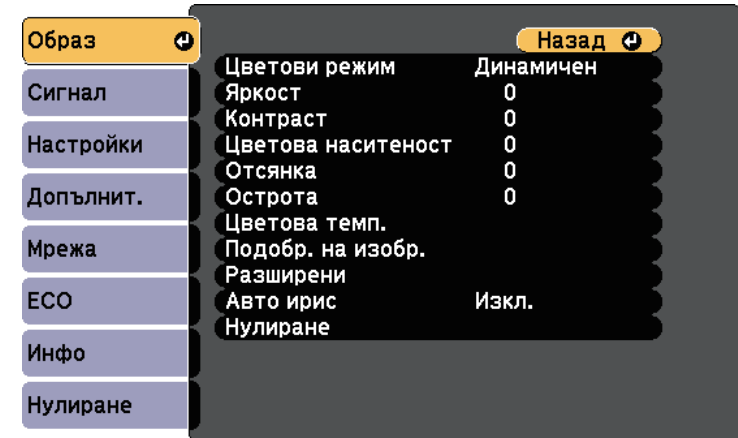 Образ
Сигнал
Настройки
Допълнит.
Мрежа
ECO
Инфо
Нулиране
Назад
Цветови режим Динамичен
Яркост 0
Контраст 0
Цветова наситеност 0
Отсянка 0
Острота 0
Цветова темп.
Подобр. на изобр.
Разширени
Авто ирис Изкл.
Нулиране